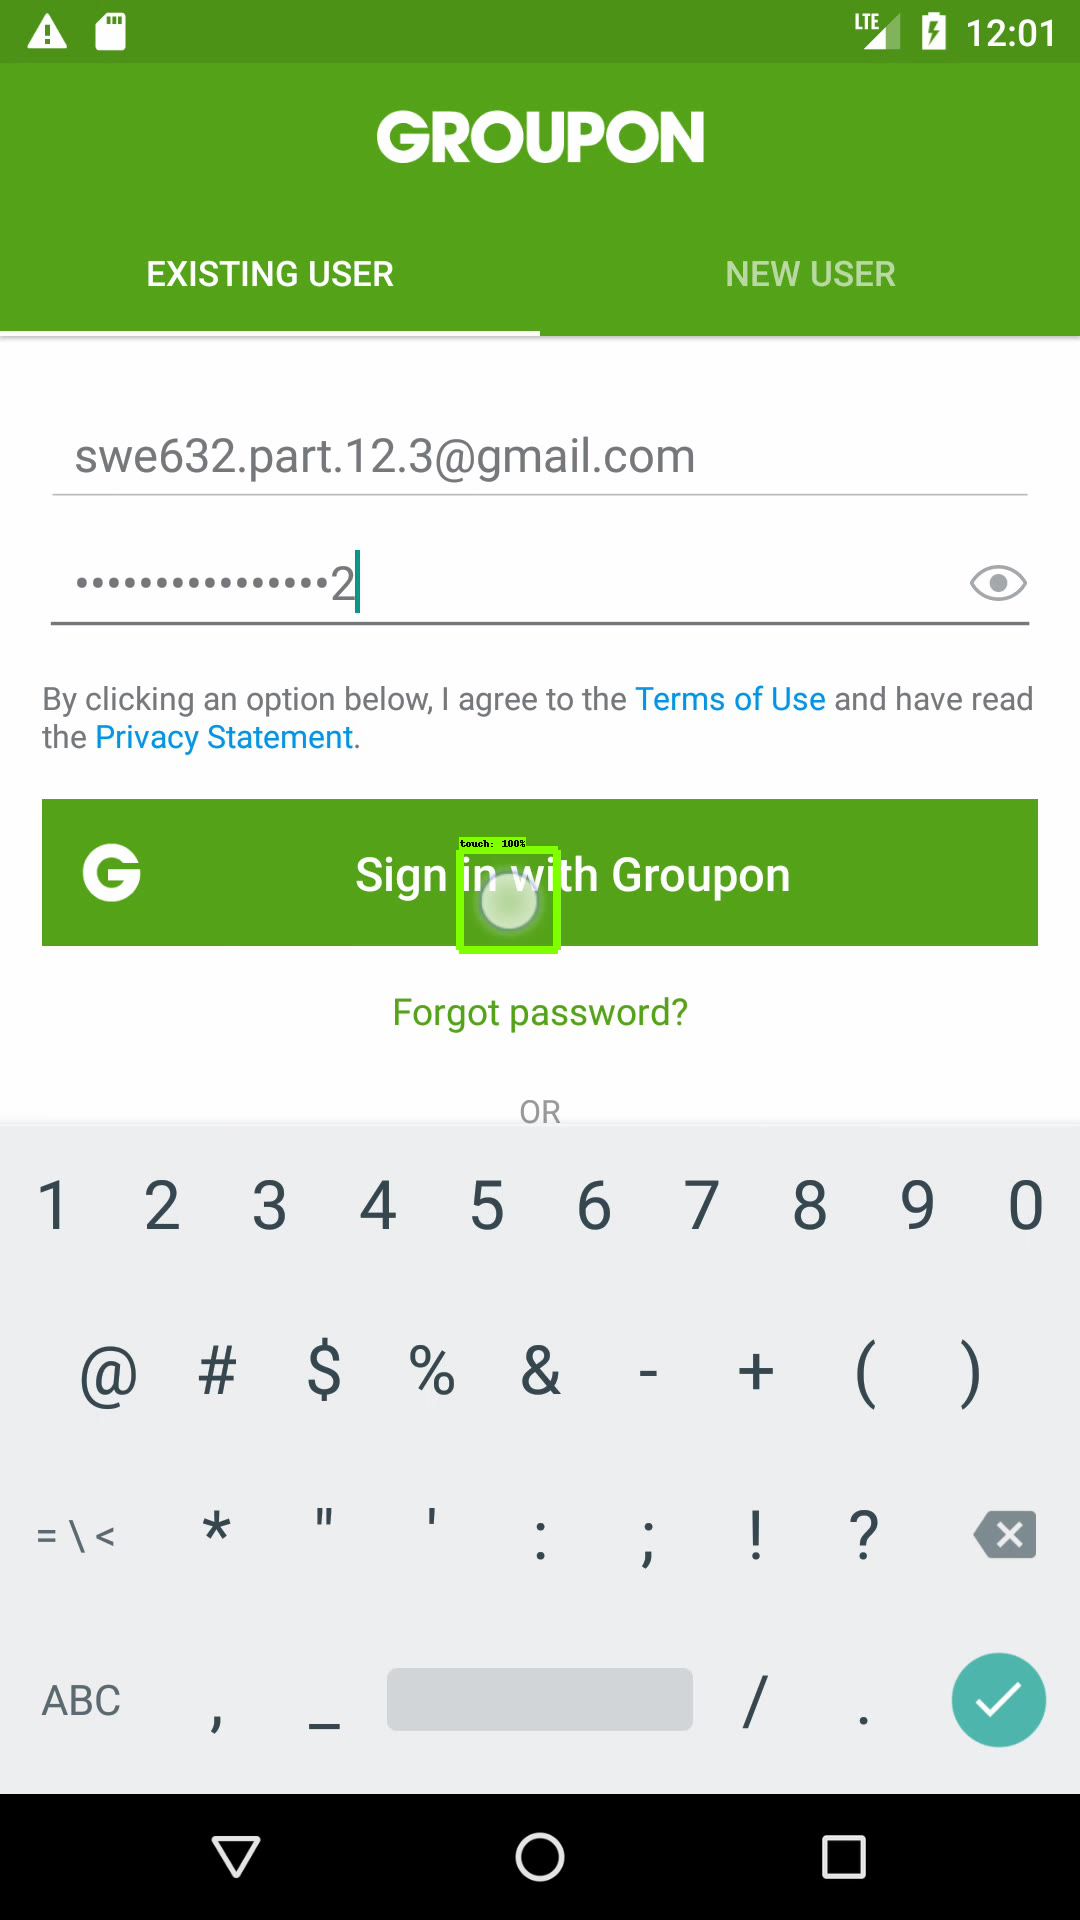 LTE 12:01
GROUPON
EXISTING USER NEW USER
swe632.part.12.3@gmail.com
••••••••••••••••2
By clicking an option below, I agree to the Terms of Use and have read
the Privacy Statement.
touch: 100%
G Sign in with Groupon
Forgot password?
OR
1 2 3 4 5 6 7 8 9 0
@ # $ % & - + ( )
= \ < * " ' : ; ! ?
ABC , _ / .